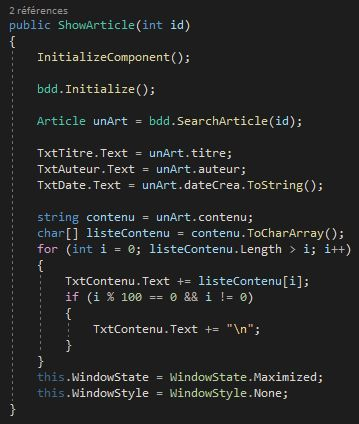 2 références
public ShowArticle(int id)
{
InitializeComponent();
bdd.Initialize();
Article unArt = bdd.SearchArticle(id);
TxtTitre.Text = unArt.titre;
TxtAuteur.Text = unArt.auteur;
TxtDate.Text = unArt.dateCrea.ToString();
string contenu = unArt.contenu;
char[] listeContenu = contenu.ToCharArray();
for (int i = 0; listeContenu.Length > i; i++)
{
TxtContenu.Text += listeContenu[i];
if (i % 100 == 0 && i != 0)
{
TxtContenu.Text += "\n";
}
}
this.WindowState = WindowState.Maximized;
this.WindowStyle = WindowStyle.None;
}